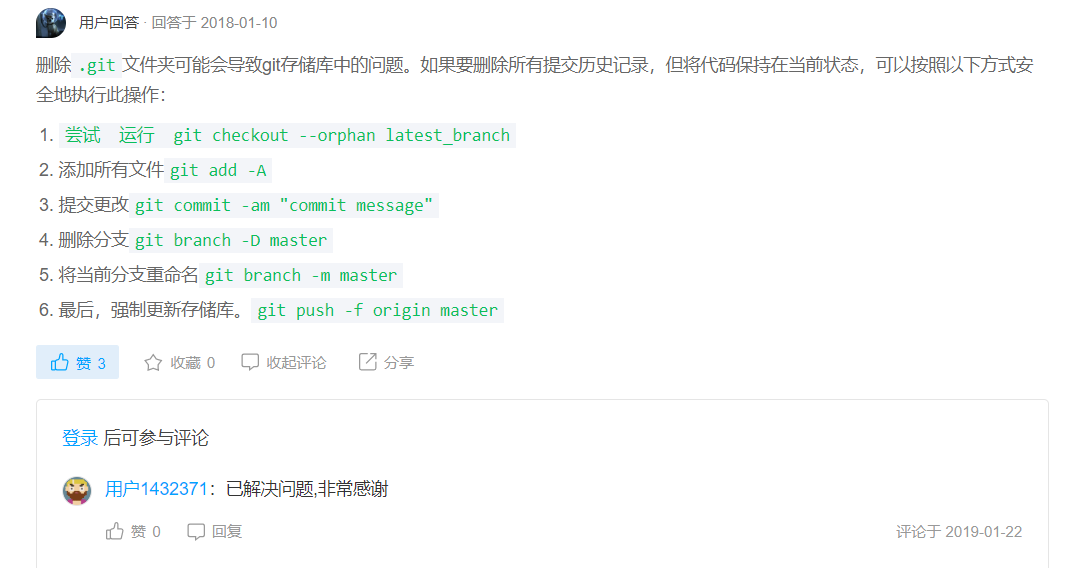 用户回答 · 回答于 2018-01-10
删除 .git 文件夹可能会导致git存储库中的问题。如果要删除所有提交历史记录，但将代码保持在当前状态，可以按照以下方式安
全地执行此操作：
1. 尝试  运行  git checkout --orphan latest_branch
2. 添加所有文件 git add -A
3. 提交更改 git commit -am "commit message"
4. 删除分支 git branch -D master
5. 将当前分支重命名 git branch -m master
6. 最后，强制更新存储库。 git push -f origin master
赞 3 收藏 0 收起评论 分享
登录 后可参与评论
用户1432371：已解决问题,非常感谢
赞 0 回复 评论于 2019-01-22